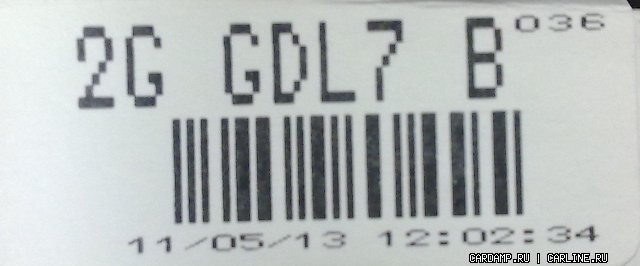 2G GDL7 B 036
11/05/13 12:02:34
CARDAMP.RU | CARLINE.RU